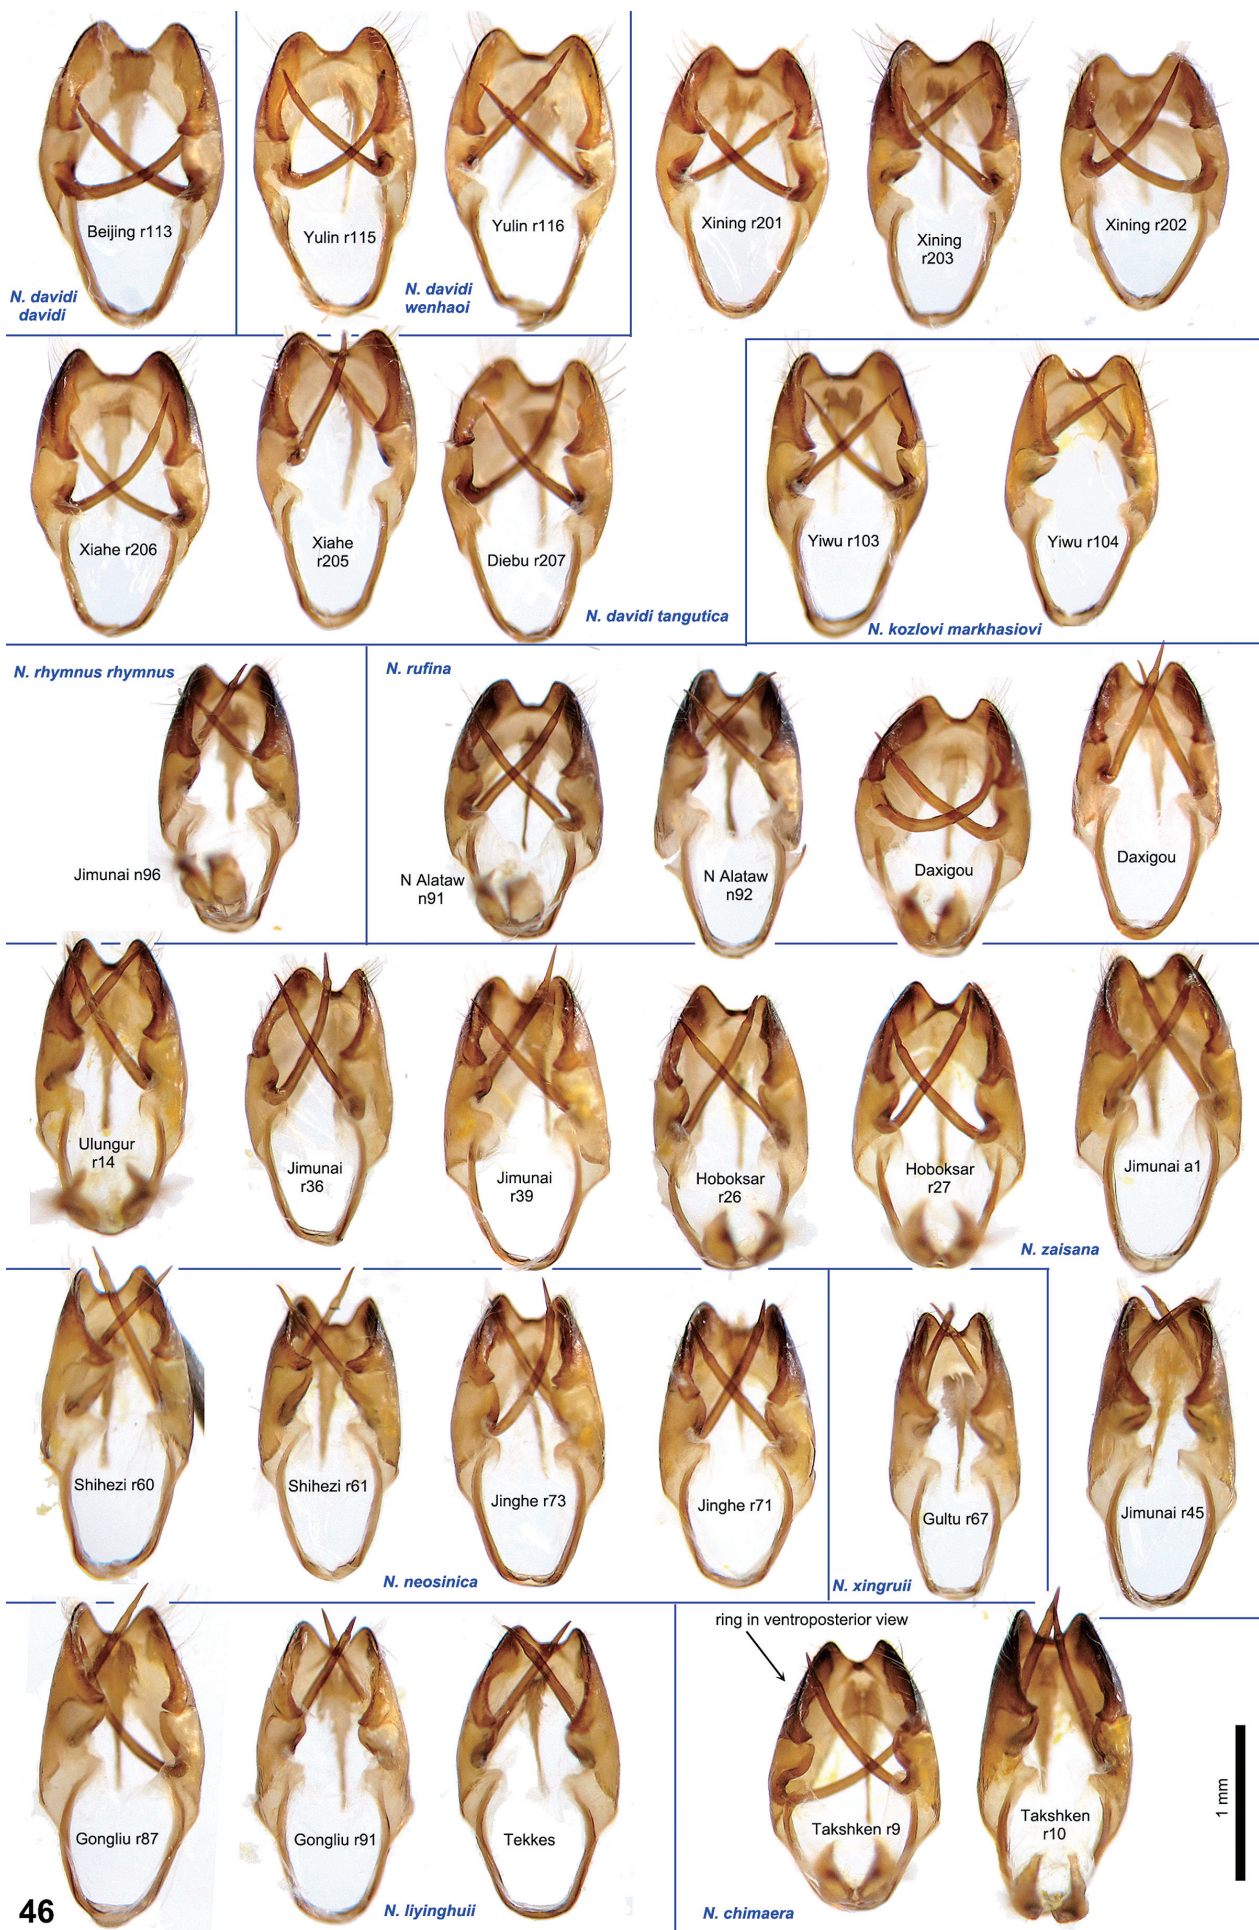 Beijing r113
N. davidi
davidi
Yulin r115
Yulin r116
N. davidi
wenhaoi
Xining r201
Xining
r203
Xining r202
Xiahe r206
Xiahe
r205
Diebu r207
N. davidi tangutica
Yiwu r103
Yiwu r104
N. kozlovi markhasiovi
N. rhymnus rhymnus
Jimunai n96
N. rufina
N Alataw
n91
N Alataw
n92
Daxigou
Daxigou
Ulungur
r14
Jimunai
r36
Jimunai
r39
Hoboksar
r26
Hoboksar
r27
Jimunai a1
N. zaisana
Shihezi r60
Shihezi r61
Jinghe r73
Jinghe r71
N. neosinica
Gultu r67
N. xingruii
Jimunai r45
Gongliu r87
Gongliu r91
Tekkes
N. liyinghuii
ring in ventroposterior view
Takshken r9
Takshken
r10
N. chimaera
1 mm
46